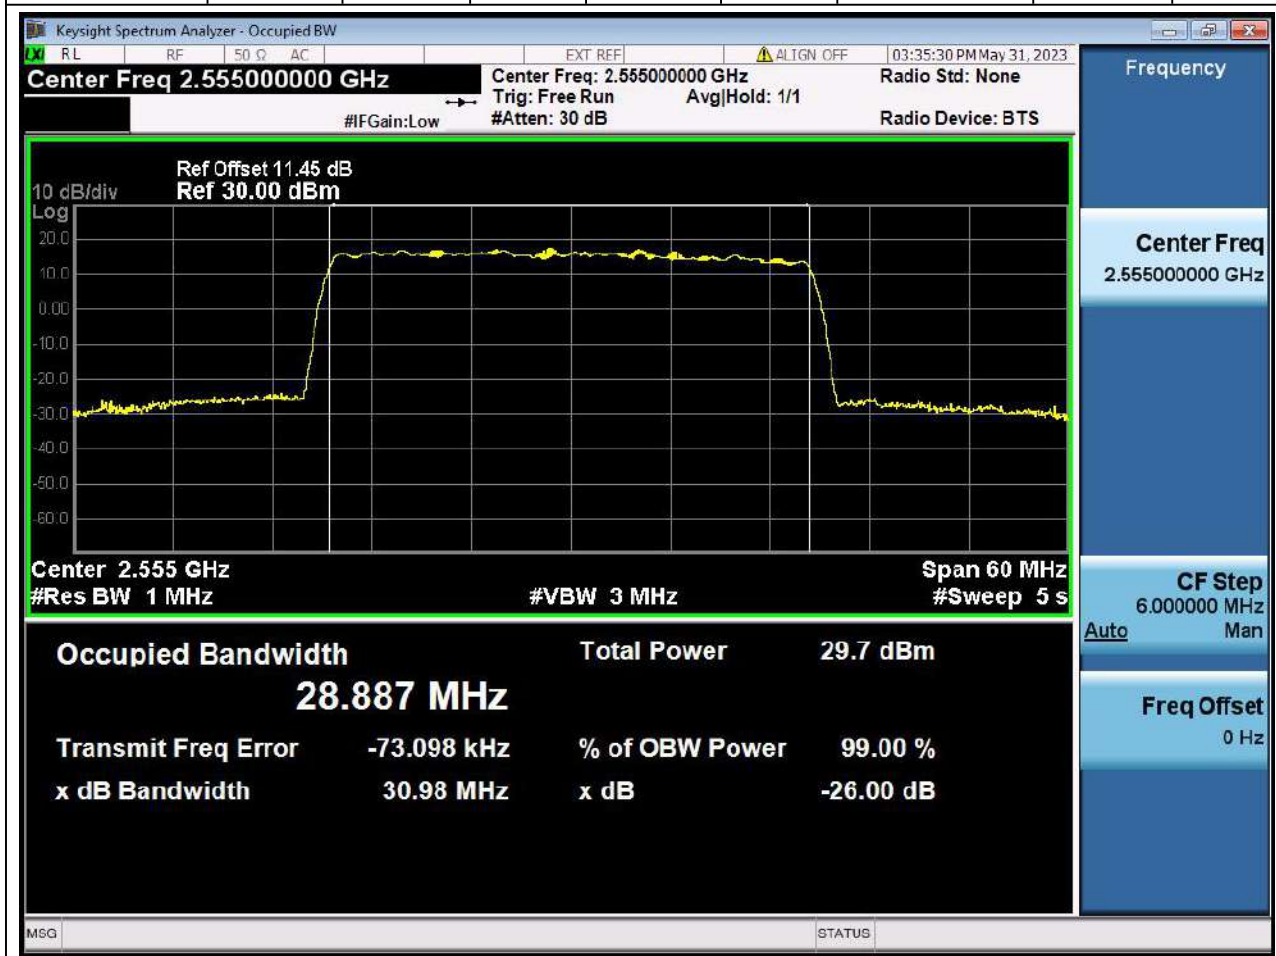 Keysight Spectrum Analyzer - Occupied BW
LXI RL RF 50 Ω AC EXT REF ALIGN OFF 03:35:30 PM May 31, 2023
Center Freq 2.555000000 GHz
Center Freq: 2.555000000 GHz
Radio Std: None
Trig: Free Run Avg|Hold: 1/1
#IFGain:Low #Atten: 30 dB
Radio Device: BTS
Frequency
Ref Offset 11.45 dB
10 dB/div Ref 30.00 dBm
Log
20.0
10.0
0.00
-10.0
-20.0
-30.0
-40.0
-50.0
-60.0
Center 2.555 GHz Span 60 MHz
#Res BW 1 MHz #VBW 3 MHz #Sweep 5 s
Center Freq
2.555000000 GHz
CF Step
6.000000 MHz
Auto Man
Freq Offset
0 Hz
Occupied Bandwidth Total Power 29.7 dBm
28.887 MHz
Transmit Freq Error -73.098 kHz % of OBW Power 99.00 %
x dB Bandwidth 30.98 MHz x dB -26.00 dB
MSG STATUS